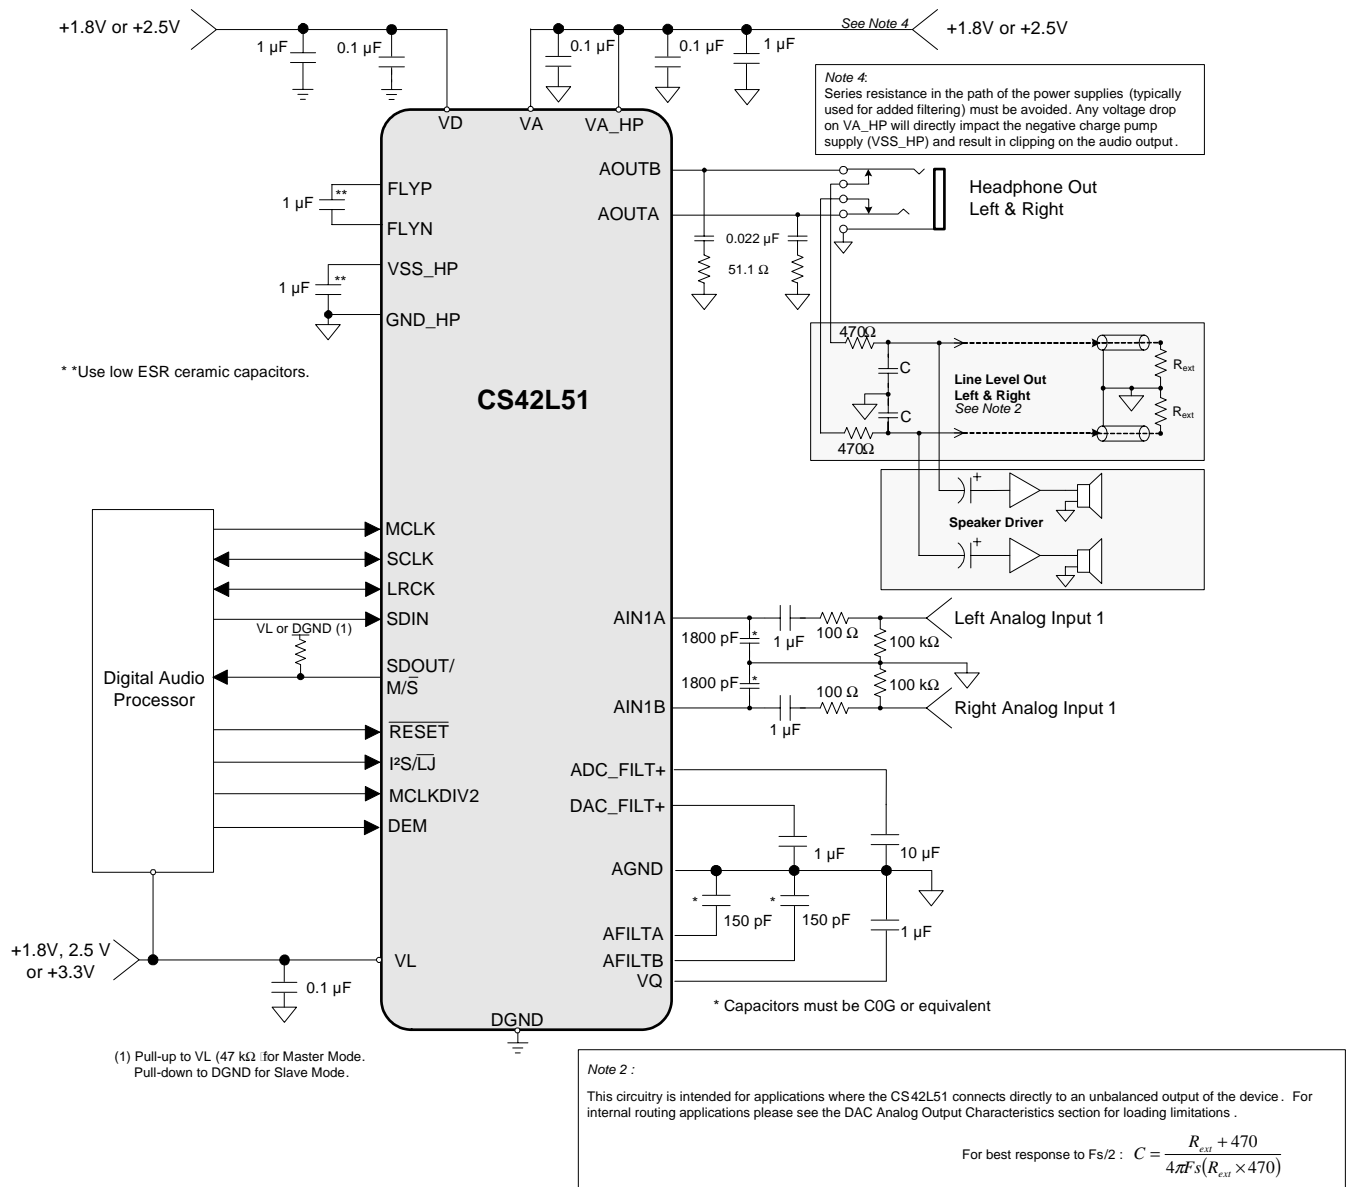 +1.8V or +2.5V
1 µF
0.1 µF
0.1 µF
0.1 µF
1 µF
See Note 4
+1.8V or +2.5V
Note 4:
Series resistance in the path of the power supplies (typically
used for added filtering) must be avoided. Any voltage drop
on VA_HP will directly impact the negative charge pump
supply (VSS_HP) and result in clipping on the audio output.
VD
VA
VA_HP
AOUTB
AOUTA
Headphone Out
Left & Right
FLYP
**
1 µF
FLYN
VSS_HP
**
1 µF
GND_HP
0.022 µF
51.1 Ω
* *Use low ESR ceramic capacitors.
CS42L51
470Ω
C
C
470Ω
Line Level Out
Left & Right
See Note 2
Rext
Rext
+
Speaker Driver
+
MCLK
SCLK
LRCK
SDIN
VL or DGND (1)
SDOUT/
M/S̅
Digital Audio
Processor
R̅E̅S̅E̅T̅
I²S/L̅J̅
MCLKDIV2
DEM
AIN1A
1800 pF
*
1 µF
100 Ω
100 kΩ
Left Analog Input 1
1800 pF
*
100 Ω
100 kΩ
AIN1B
1 µF
Right Analog Input 1
ADC_FILT+
DAC_FILT+
1 µF
10 µF
AGND
*
150 pF
*
150 pF
1 µF
AFILTA
AFILTB
VQ
+1.8V, 2.5 V
or +3.3V
VL
0.1 µF
* Capacitors must be C0G or equivalent
DGND
(1) Pull-up to VL (47 kΩ for Master Mode.
Pull-down to DGND for Slave Mode.
Note 2 :
This circuitry is intended for applications where the CS42L51 connects directly to an unbalanced output of the device. For
internal routing applications please see the DAC Analog Output Characteristics section for loading limitations .
For best response to Fs/2 : C = (Rext + 470) / (4πFs(Rext × 470))